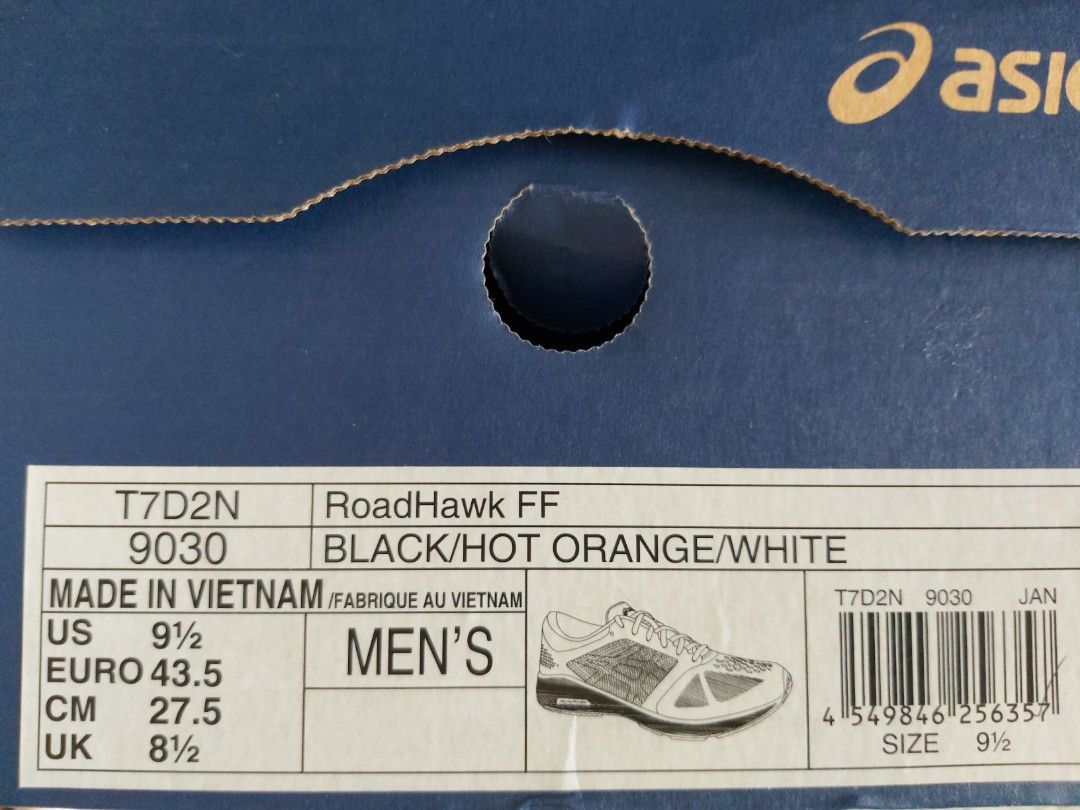 asic
T7D2N RoadHawk FF
9030 BLACK/HOT ORANGE/WHITE
MADE IN VIETNAM /FABRIQUE AU VIETNAM
US 9½
EURO 43.5
CM 27.5
UK 8½
MEN'S
T7D2N 9030 JAN
4 549846 256357
SIZE 9½